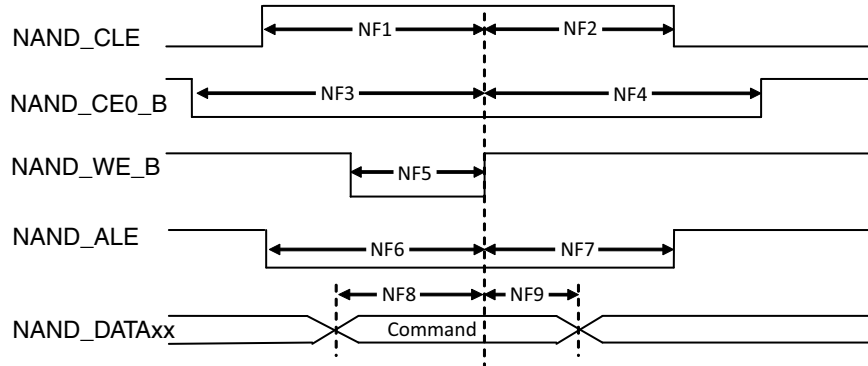 NAND_CLE NF1 NF2
NAND_CE0_B NF3 NF4
NAND_WE_B NF5
NAND_ALE NF6 NF7
NF8 NF9
NAND_DATAxx Command